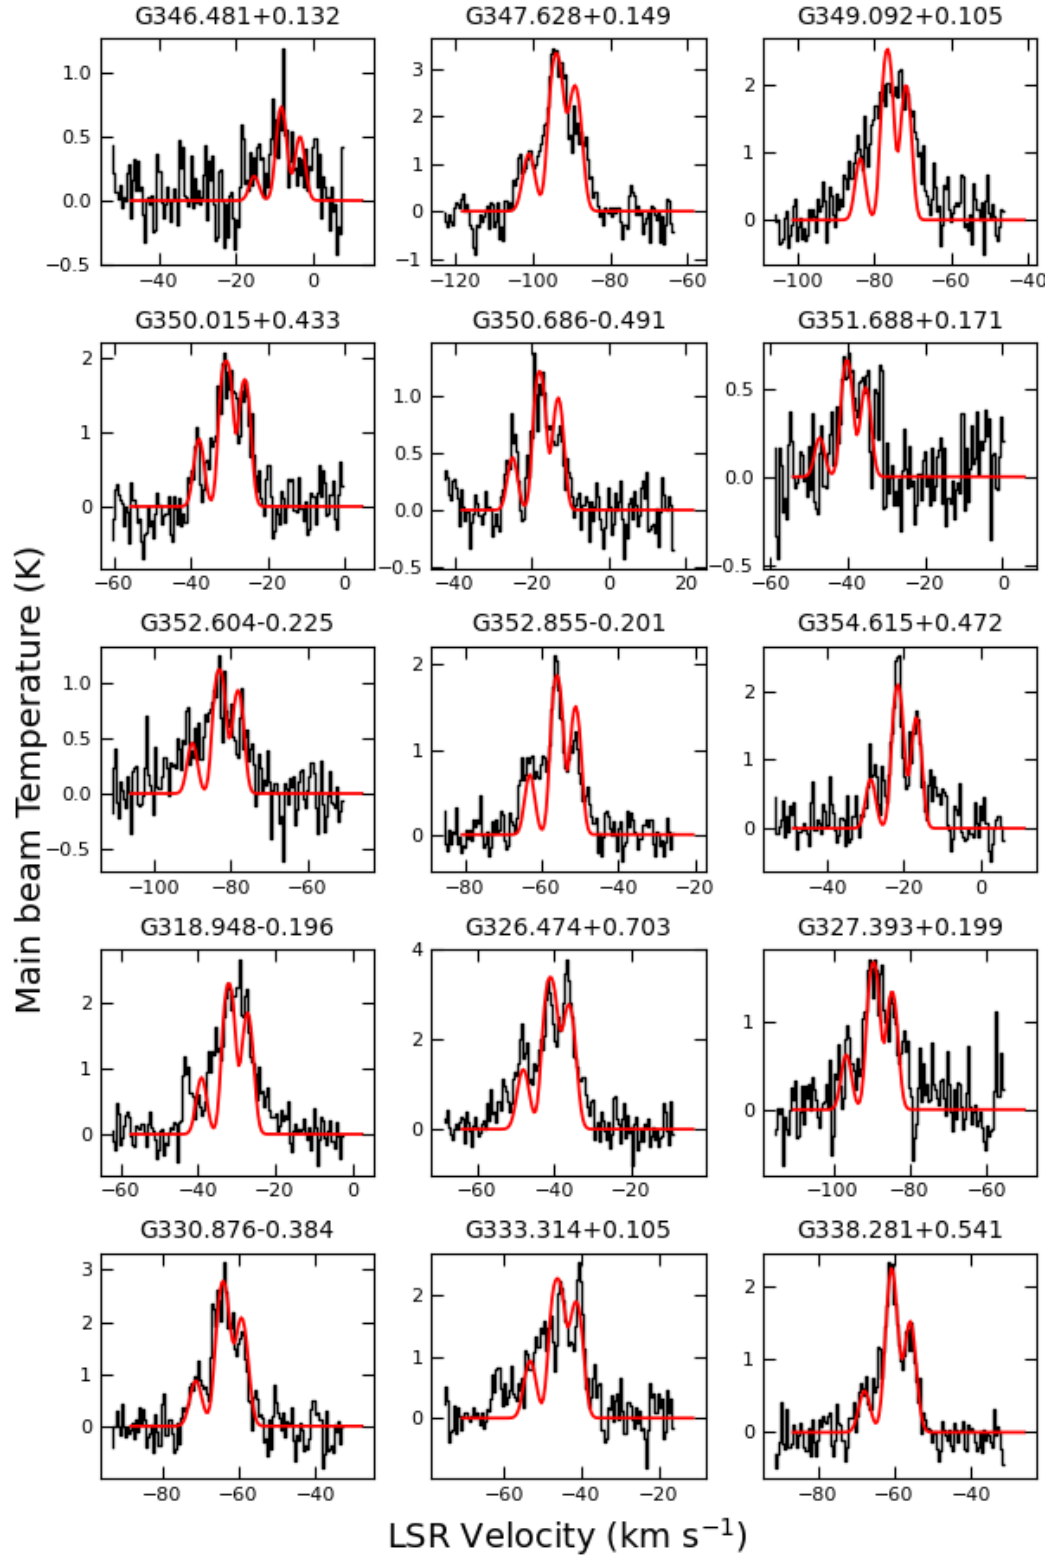 G346.481+0.132 G347.628+0.149 G349.092+0.105
1.0 0.5 0.0 −0.5
3 2 1 0 −1
2 1 0
−40 −20 0
−120 −100 −80 −60
−100 −80 −60 −40
G350.015+0.433 G350.686-0.491 G351.688+0.171
2 1 0
1.0 0.5 0.0 −0.5
0.5 0.0 −0.5
−60 −40 −20 0
−40 −20 0 20
−60 −40 −20 0
G352.604-0.225 G352.855-0.201 G354.615+0.472
1.0 0.5 0.0 −0.5
2 1 0
2 1 0
−100 −80 −60
−80 −60 −40 −20
−40 −20 0
G318.948-0.196 G326.474+0.703 G327.393+0.199
2 1 0
4 3 2 1 0
1 0
−60 −40 −20 0
−60 −40 −20 0
−100 −80 −60
G330.876-0.384 G333.314+0.105 G338.281+0.541
3 2 1 0
2 1 0 −1
2 1 0
−80 −60 −40
−60 −40 −20
−80 −60 −40
Main beam Temperature (K)
LSR Velocity (km s⁻¹)